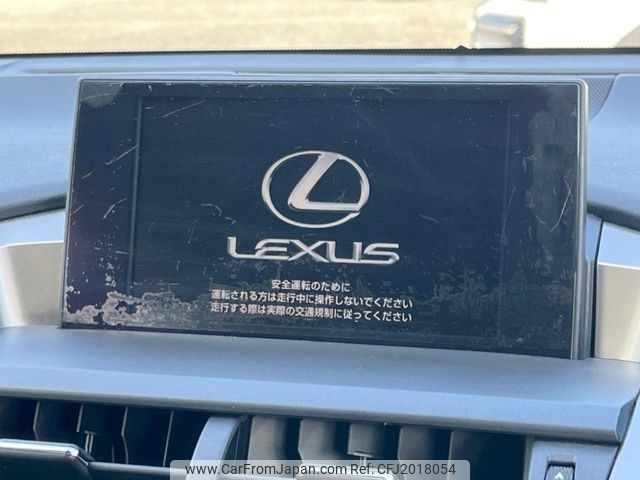 LEXUS
安全運転のために
運転される方は走行中に操作しないでください
走行する際は実際の交通規制に従ってください
www.CarFromJapan.com|Ref:CFJ2018054